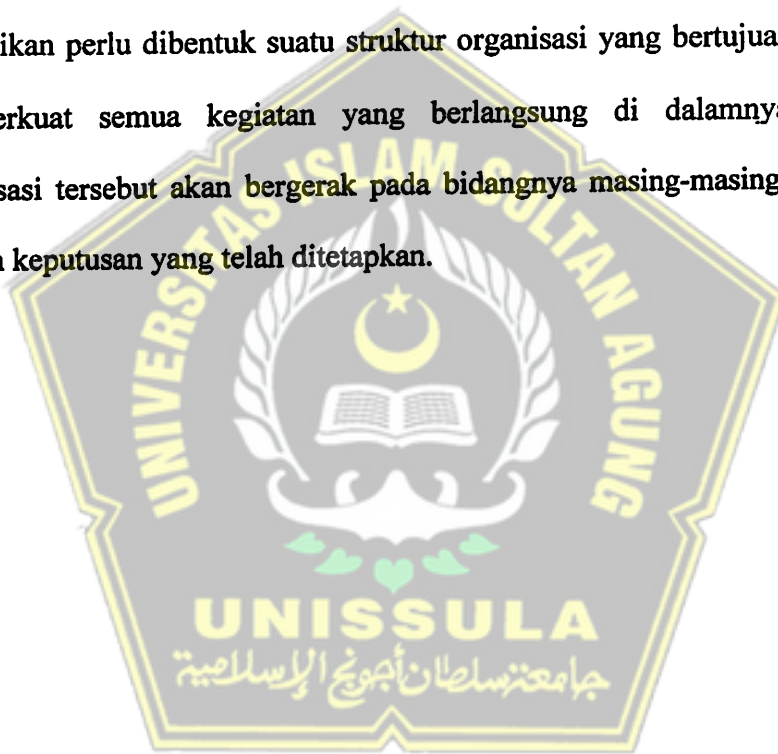 ikan perlu dibentuk suatu struktur organisasi yang bertujua
erkuat semua kegiatan yang berlangsung di dalamnya
sasi tersebut akan bergerak pada bidangnya masing-masing
keputusan yang telah ditetapkan.
UNIVERSITAS ISLAM SULTAN AGUNG
UNISSULA
جامعة سلطان أجونج الإسلامية